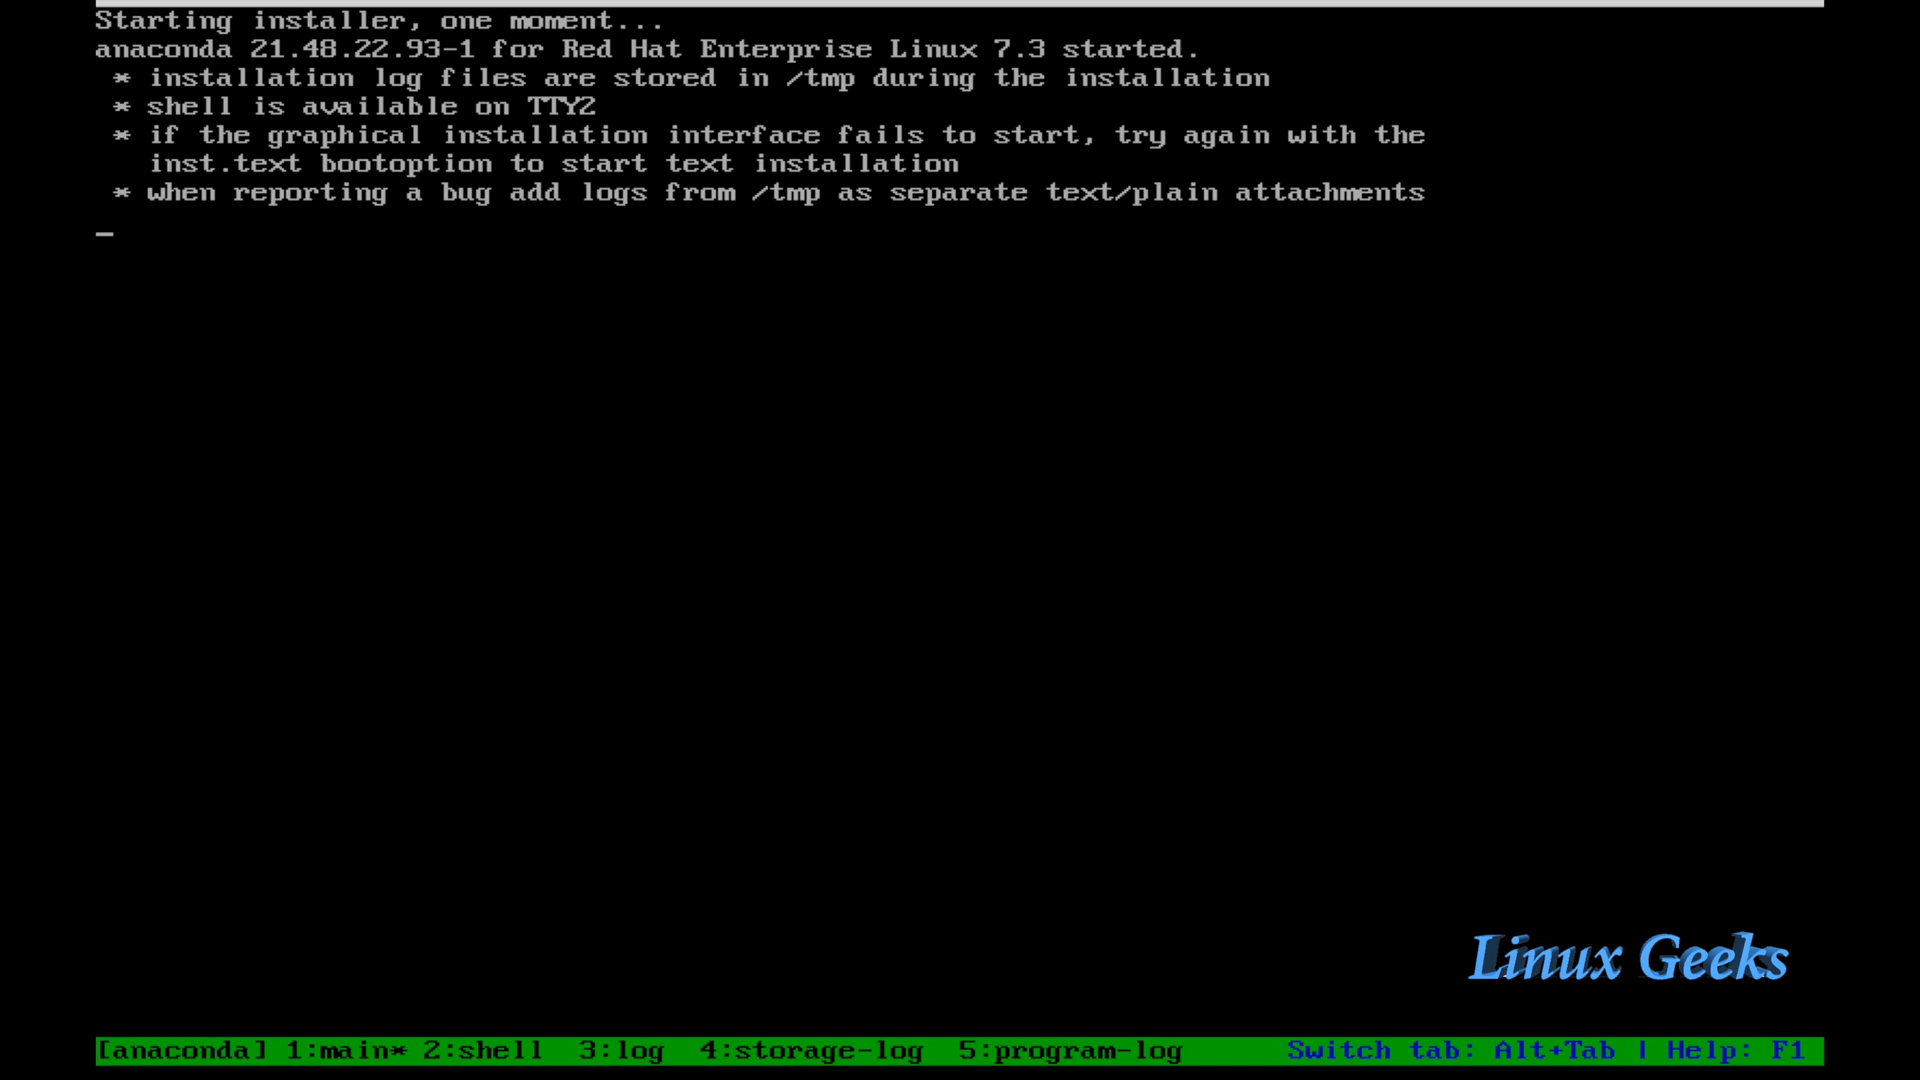 Starting installer, one moment...
anaconda 21.48.22.93-1 for Red Hat Enterprise Linux 7.3 started.
* installation log files are stored in /tmp during the installation
* shell is available on TTY2
* if the graphical installation interface fails to start, try again with the
inst.text bootoption to start text installation
* when reporting a bug add logs from /tmp as separate text/plain attachments
Linux Geeks
[anaconda] 1:main* 2:shell  3:log  4:storage-log  5:program-log      Switch tab: Alt+Tab | Help: F1